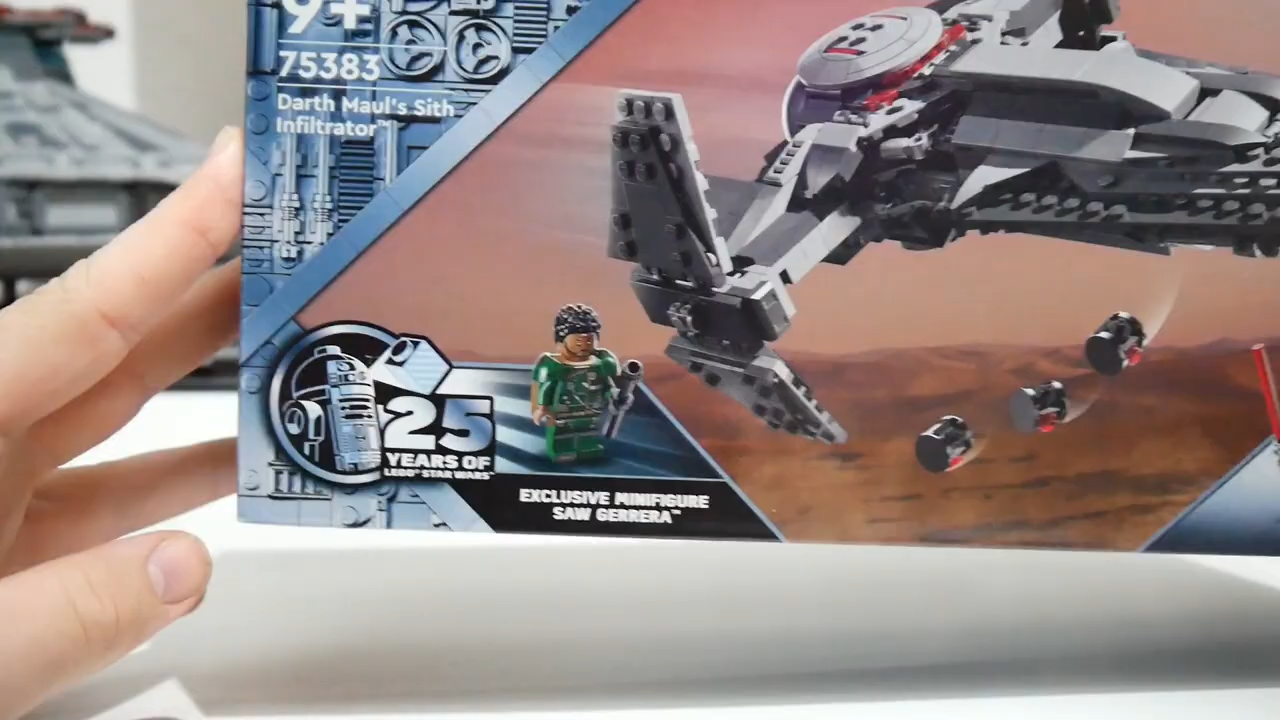 9+
75383
Darth Maul's Sith
Infiltrator™
25
YEARS OF
LEGO® STAR WARS™
EXCLUSIVE MINIFIGURE
SAW GERRERA™